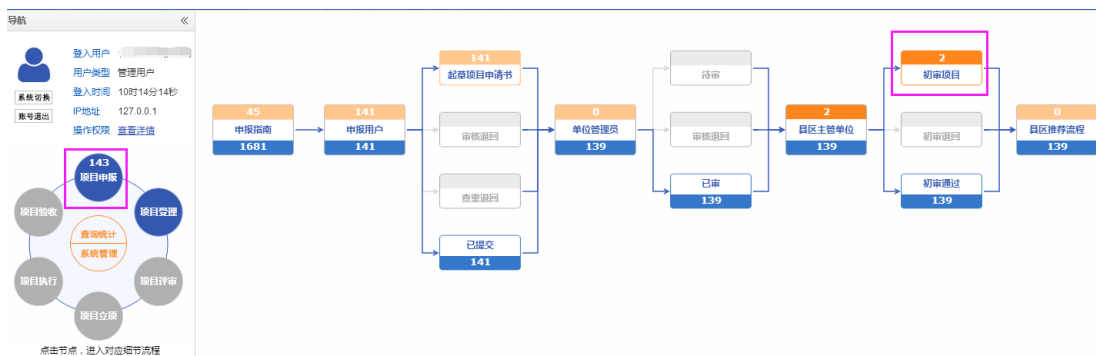 导航
登入用户
用户类型 管理用户
登入时间 10时14分14秒
IP地址 127.0.0.1
操作权限 查看详情
系统切换
账号退出
143
项目申报
项目受理
项目评审
项目立项
项目执行
项目验收
查询统计
系统管理
点击节点，进入对应细节流程
45
申报指南
1681
141
申报用户
141
141
起草项目申请书
审核退回
查重退回
已提交
141
0
单位管理员
139
待审
审核退回
已审
139
2
县区主管单位
139
2
初审项目
初审退回
初审通过
139
0
县区推荐流程
139